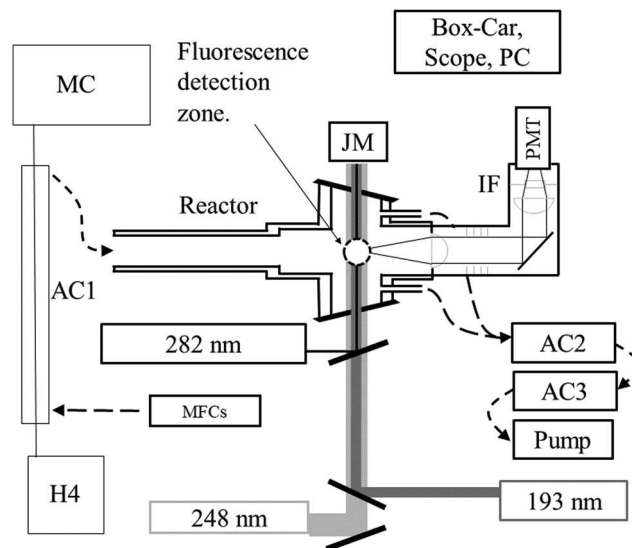 Box-Car,
Scope, PC
MC
Fluorescence
detection
zone.
JM
PMT
IF
Reactor
AC1
282 nm
AC2
AC3
MFCs
Pump
H4
248 nm
193 nm